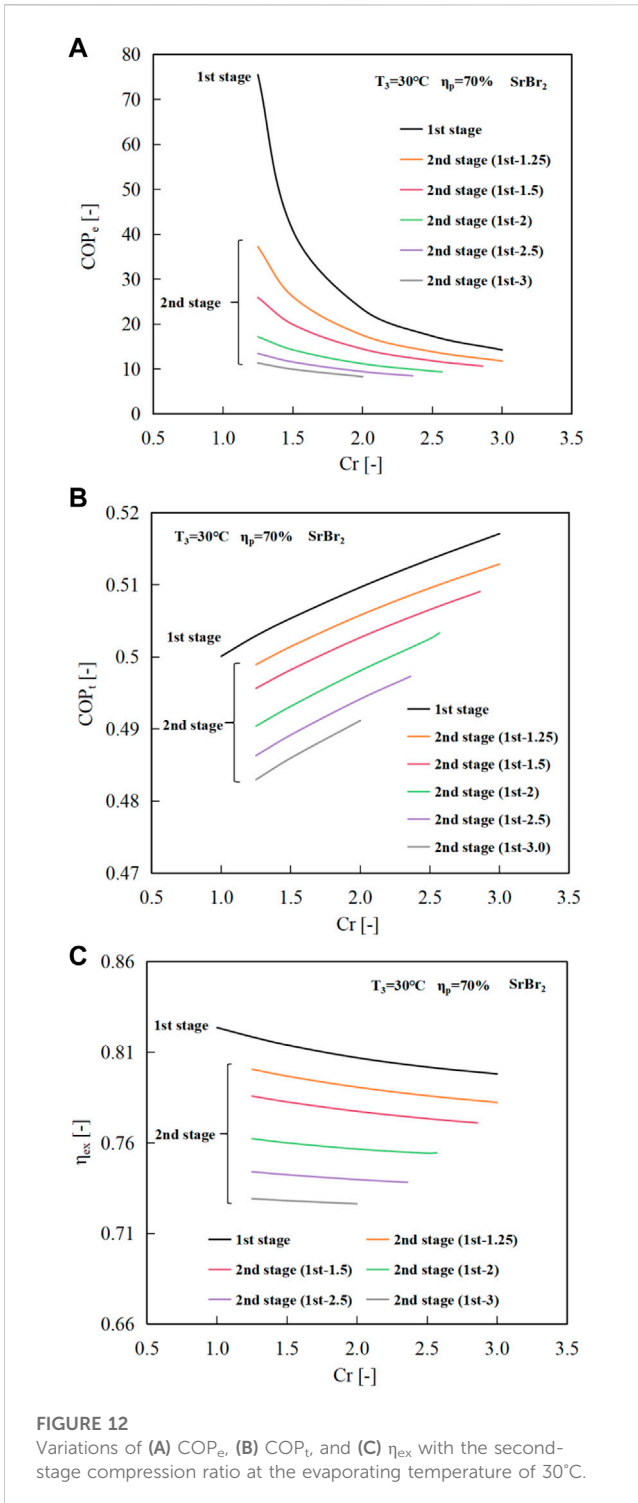 A
80
70
60
50
40
30
20
10
0
COPe [-]
1st stage
T3=30°C ηp=70% SrBr2
1st stage
2nd stage (1st-1.25)
2nd stage (1st-1.5)
2nd stage (1st-2)
2nd stage (1st-2.5)
2nd stage (1st-3)
2nd stage
0.5 1.0 1.5 2.0 2.5 3.0 3.5
Cr [-]
B
0.52
0.51
0.5
0.49
0.48
0.47
COPt [-]
T3=30°C ηp=70% SrBr2
1st stage
2nd stage
1st stage
2nd stage (1st-1.25)
2nd stage (1st-1.5)
2nd stage (1st-2)
2nd stage (1st-2.5)
2nd stage (1st-3.0)
0.5 1.0 1.5 2.0 2.5 3.0 3.5
Cr [-]
C
0.86
0.81
0.76
0.71
0.66
ηex [-]
T3=30°C ηp=70% SrBr2
1st stage
2nd stage
1st stage 2nd stage (1st-1.25)
2nd stage (1st-1.5) 2nd stage (1st-2)
2nd stage (1st-2.5) 2nd stage (1st-3)
0.5 1.0 1.5 2.0 2.5 3.0 3.5
Cr [-]
FIGURE 12
Variations of (A) COPe, (B) COPt, and (C) ηex with the second-
stage compression ratio at the evaporating temperature of 30°C.